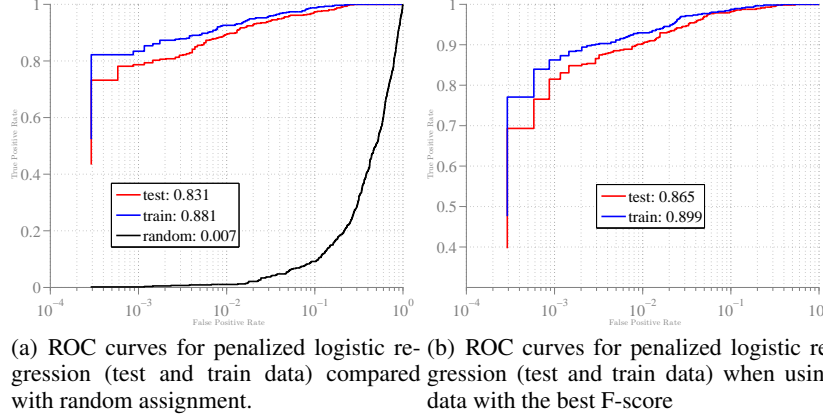 1
0.8
0.6
0.4
0.2
0
True Positive Rate
test: 0.831
train: 0.881
random: 0.007
10^-4
10^-3
10^-2
10^-1
10^0
False Positive Rate
1
0.9
0.8
0.7
0.6
0.5
0.4
True Positive Rate
test: 0.865
train: 0.899
10^-4
10^-3
10^-2
10^-1
10
False Positive Rate
(a) ROC curves for penalized logistic re-
gression (test and train data) compared
with random assignment.
(b) ROC curves for penalized logistic re
gression (test and train data) when usin
data with the best F-score